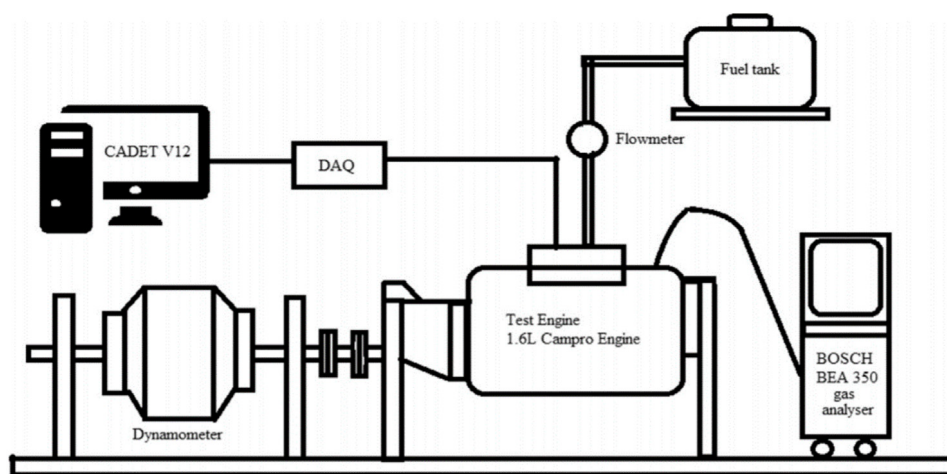 Fuel tank
CADET V12
DAQ
Flowmeter
Test Engine
1.6L Campro Engine
BOSCH
BEA 350
gas
analyser
Dynamometer